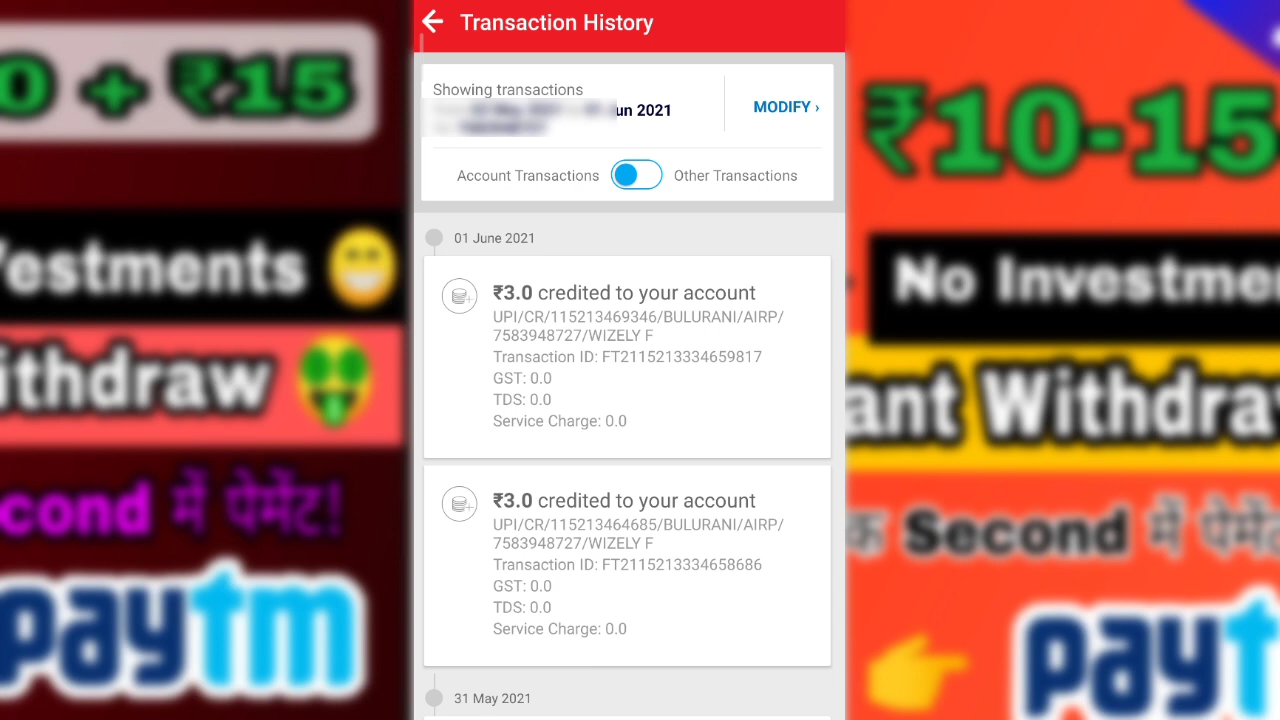 0 + ₹15
estments
ithdraw
cond में पेमेंट!
paytm
Transaction History
Showing transactions
un 2021
MODIFY ›
Account Transactions
Other Transactions
01 June 2021
₹3.0 credited to your account
UPI/CR/115213469346/BULURANI/AIRP/
7583948727/WIZELY F
Transaction ID: FT2115213334659817
GST: 0.0
TDS: 0.0
Service Charge: 0.0
₹3.0 credited to your account
UPI/CR/115213464685/BULURANI/AIRP/
7583948727/WIZELY F
Transaction ID: FT2115213334658686
GST: 0.0
TDS: 0.0
Service Charge: 0.0
31 May 2021
₹10-15
No Investme
ant Withdra
क Second में पेमें
payt